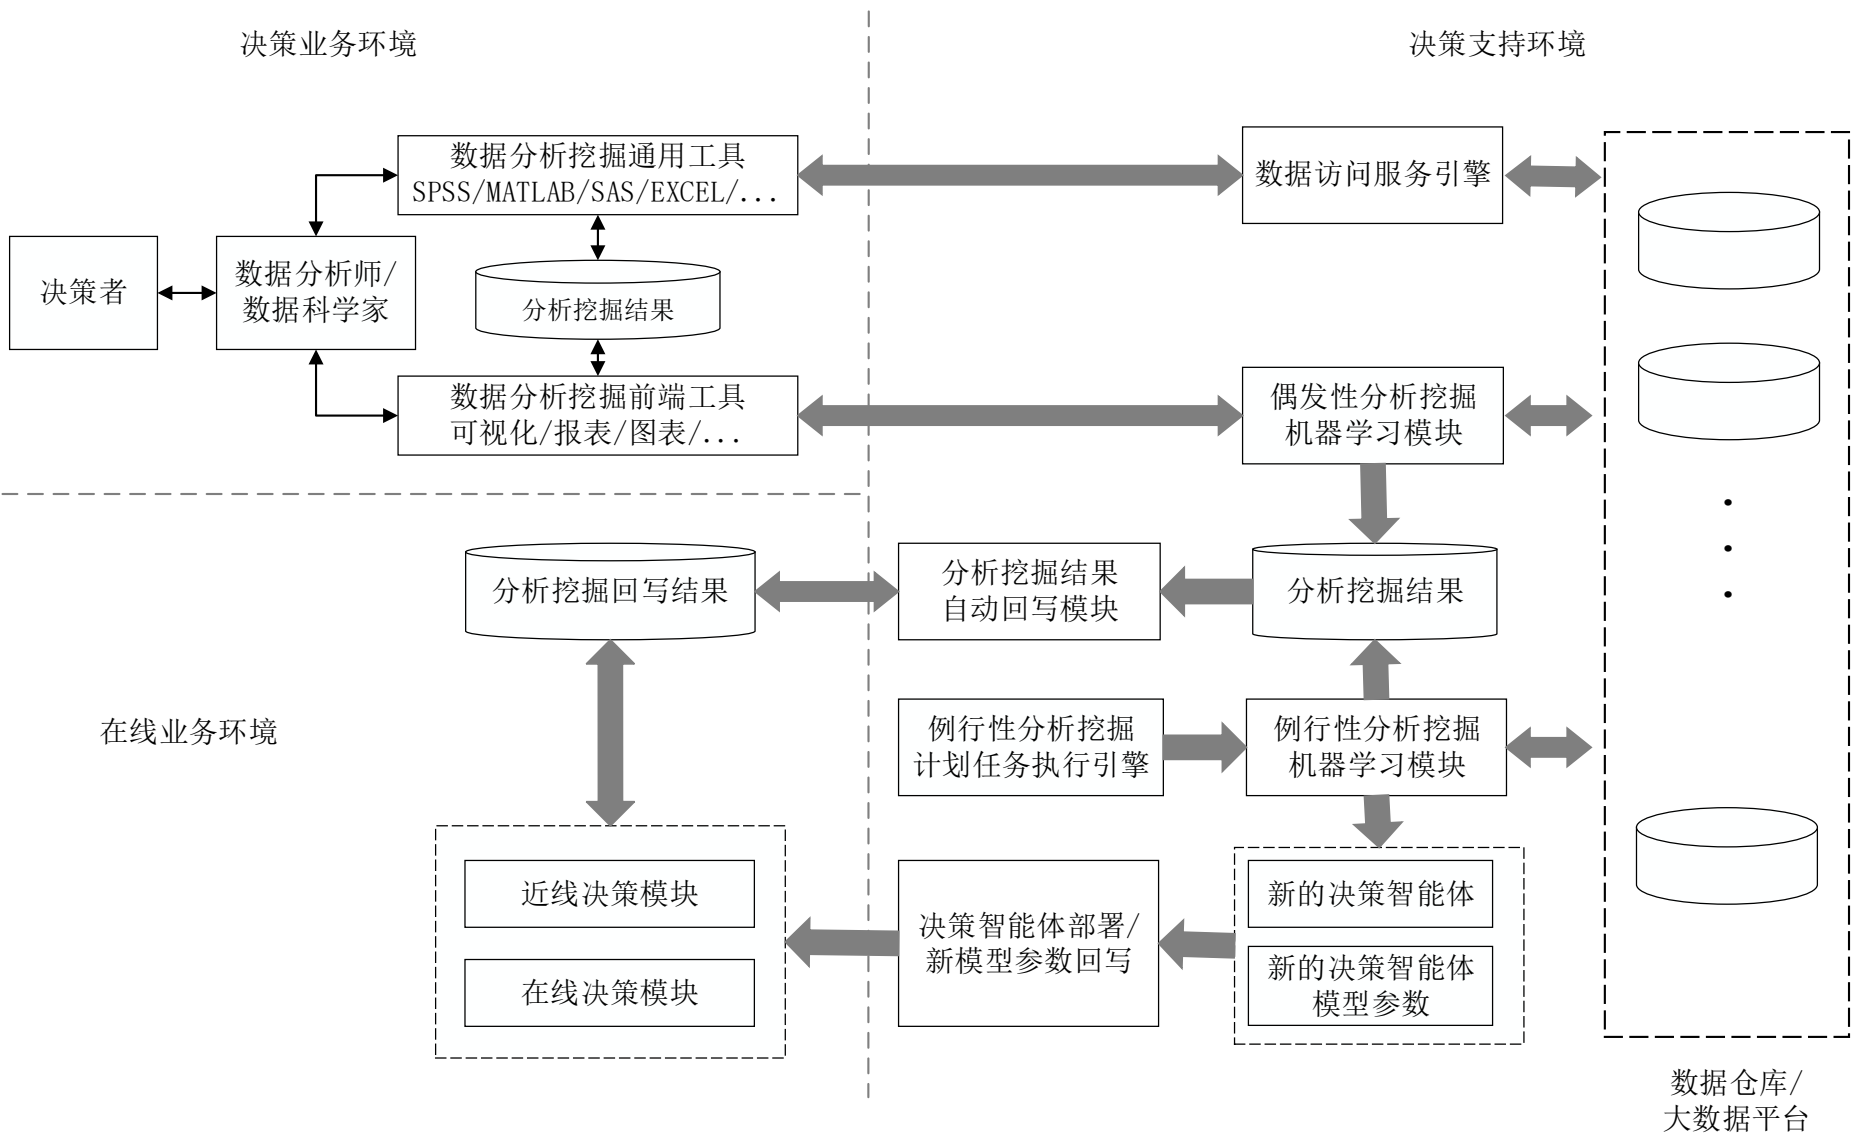 决策业务环境
决策支持环境
数据分析挖掘通用工具
SPSS/MATLAB/SAS/EXCEL/...
数据访问服务引擎
决策者
数据分析师/
数据科学家
分析挖掘结果
数据分析挖掘前端工具
可视化/报表/图表/...
偶发性分析挖掘
机器学习模块
分析挖掘回写结果
分析挖掘结果
自动回写模块
分析挖掘结果
在线业务环境
例行性分析挖掘
计划任务执行引擎
例行性分析挖掘
机器学习模块
近线决策模块
在线决策模块
决策智能体部署/
新模型参数回写
新的决策智能体
新的决策智能体
模型参数
数据仓库/
大数据平台